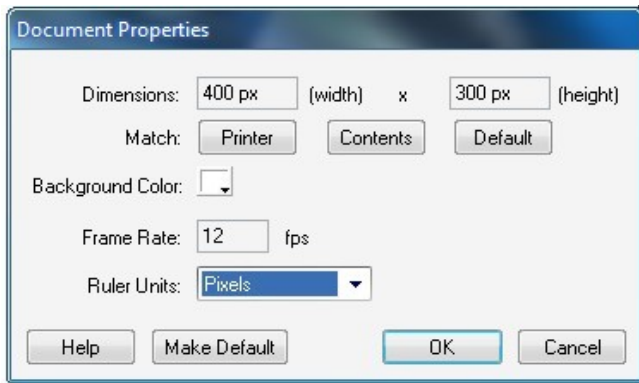 Document Properties
Dimensions: 400 px (width) x 300 px (height)
Match: Printer Contents Default
Background Color:
Frame Rate: 12 fps
Ruler Units: Pixels
Help Make Default OK Cancel